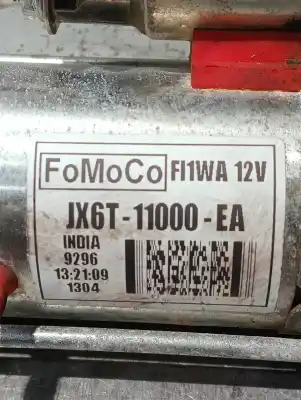 FoMoCo FI1WA 12V
JX6T-11000-EA
INDIA
9296
13:21:09
1304